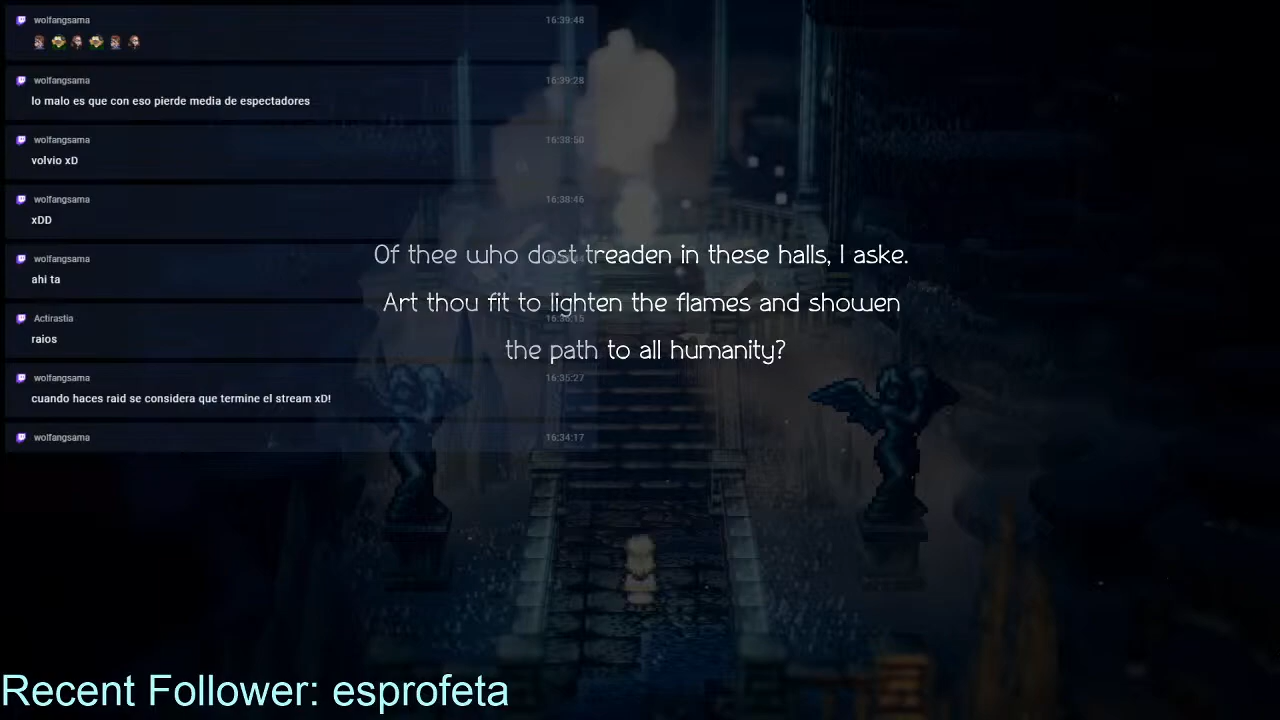 wolfangsama 16:39:48
wolfangsama 16:39:28
lo malo es que con eso pierde media de espectadores
wolfangsama 16:38:50
volvio xD
wolfangsama 16:38:46
xDD
wolfangsama
ahi ta
Actirastia
raios
wolfangsama 16:35:27
cuando haces raid se considera que termine el stream xD!
wolfangsama 16:34:17
Of thee who dost treaden in these halls, I aske.
Art thou fit to lighten the flames and showen
the path to all humanity?
Recent Follower: esprofeta